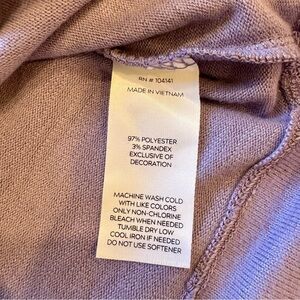 RN # 104141
MADE IN VIETNAM
97% POLYESTER
3% SPANDEX
EXCLUSIVE OF
DECORATION
MACHINE WASH COLD
WITH LIKE COLORS
ONLY NON-CHLORINE
BLEACH WHEN NEEDED
TUMBLE DRY LOW
COOL IRON IF NEEDED
DO NOT USE SOFTENER